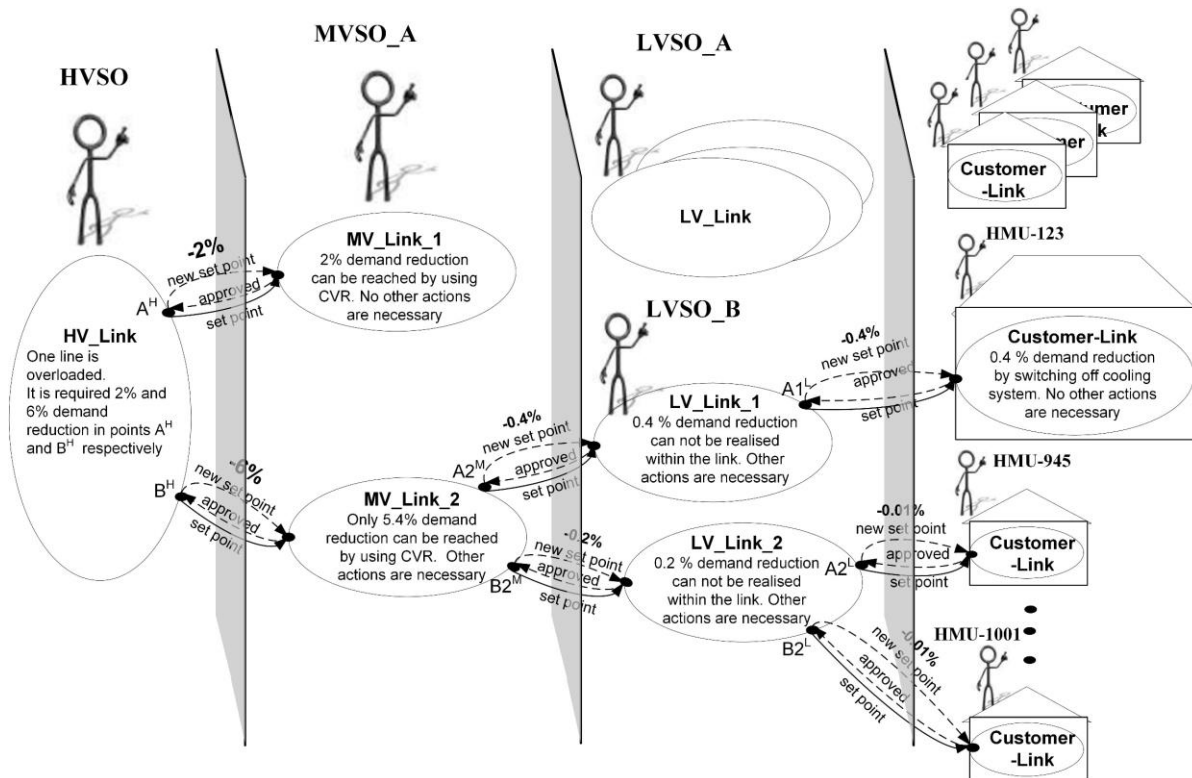 HVSO
MVSO_A
LVSO_A
LV_Link
Customer
-Link
HV_Link
One line is
overloaded.
It is required 2% and
6% demand
reduction in points A^H
and B^H respectively
A^H
-2%
new set point
approved
set point
MV_Link_1
2% demand reduction
can be reached by using
CVR. No other actions
are necessary
B^H
-6%
new set point
approved
set point
MV_Link_2
Only 5.4% demand
reduction can be reached
by using CVR. Other
actions are necessary
A2^M
-0.4%
new set point
approved
set point
LVSO_B
LV_Link_1
0.4 % demand reduction
can not be realised
within the link. Other
actions are necessary
B2^M
-0.2%
new set point
approved
set point
LV_Link_2
0.2 % demand reduction
can not be realised
within the link. Other
actions are necessary
A1^L
-0.4%
new set point
approved
set point
HMU-123
Customer-Link
0.4 % demand reduction
by switching off cooling
system. No other actions
are necessary
A2^L
-0.01%
new set point
approved
set point
HMU-945
Customer
-Link
B2^L
-0.01%
new set point
approved
set point
HMU-1001
Customer
-Link